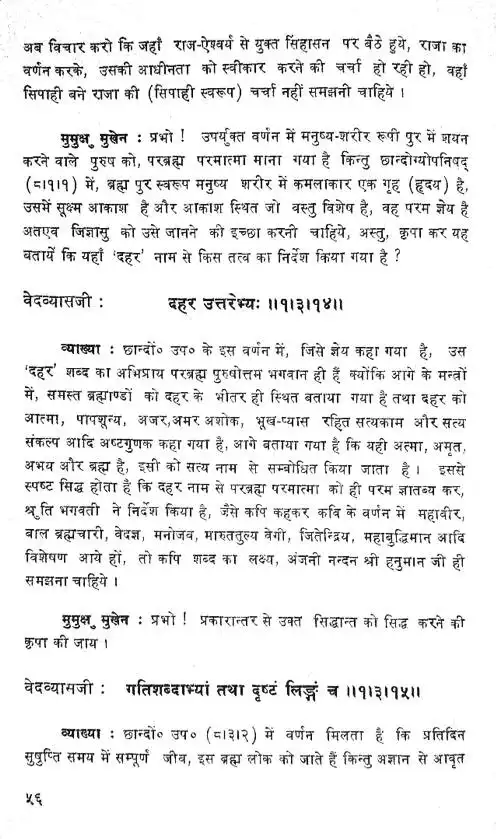 अब विचार करो कि जहाँ राज-ऐश्वर्य से युक्त सिंहासन पर बैठे हुये, राजा का
वर्णन करके, उसकी आधीनता को स्वीकार करने की चर्चा हो रही हो, वहाँ
सिपाही बने राजा की (सिपाही स्वरूप) चर्चा नहीं समझनी चाहिये ।
मुमुक्षु मुखेन : प्रभो ! उपर्युक्त वर्णन में मनुष्य-शरीर रूपी पुर में शयन
करने वाले पुरुष को, परब्रह्म परमात्मा माना गया है किन्तु छान्दोग्योपनिषद्
(८।१।१) में, ब्रह्म पुर स्वरूप मनुष्य शरीर में कमलाकार एक गृह (हृदय) है,
उसमें सूक्ष्म आकाश है और आकाश स्थित जो वस्तु विशेष है, वह परम ज्ञेय है
अतएव जिज्ञासु को उसे जानने की इच्छा करनी चाहिये, अस्तु, कृपा कर यह
बतायें कि यहाँ 'दहर' नाम से किस तत्व का निर्देश किया गया है ?
वेदव्यासजी : दहर उत्तरेभ्यः ॥१।३।१४॥
व्याख्या : छान्दो० उप० के इस वर्णन में, जिसे ज्ञेय कहा गया है, उस
'दहर' शब्द का अभिप्राय परब्रह्म पुरुषोत्तम भगवान ही हैं क्योंकि आगे के मन्त्रों
में, समस्त ब्रह्माण्डों को दहर के भीतर ही स्थित बताया गया है तथा दहर को
आत्मा, पापशून्य, अजर,अमर अशोक, भूख-प्यास रहित सत्यकाम और सत्य
संकल्प आदि अष्टगुणक कहा गया है, आगे बताया गया है कि यही अत्मा, अमृत,
अभय और ब्रह्म है, इसी को सत्य नाम से सम्बोधित किया जाता है । इससे
स्पष्ट सिद्ध होता है कि दहर नाम से परब्रह्म परमात्मा को ही परम ज्ञातव्य कर,
श्रुति भगवती ने निर्देश किया है, जैसे कपि कहकर कवि के वर्णन में महावीर,
बाल ब्रह्मचारी, वेदज्ञ, मनोजव, मारुततुल्य वेगी, जितेन्द्रिय, महाबुद्धिमान आदि
विशेषण आये हों, तो कपि शब्द का लक्ष्य, अंजनी नन्दन श्री हनुमान जी ही
समझना चाहिये ।
मुमुक्षु मुखेन : प्रभो ! प्रकारान्तर से उक्त सिद्धान्त को सिद्ध करने की
कृपा की जाय ।
वेदव्यासजी : गतिशब्दाभ्यां तथा दृष्टं लिङ्गं च ॥१।३।१५॥
व्याख्या : छान्दो० उप० (८।३।२) में वर्णन मिलता है कि प्रतिदिन
सुषुप्ति समय में सम्पूर्ण जीव, इस ब्रह्म लोक को जाते हैं किन्तु अज्ञान से आवृत
५६